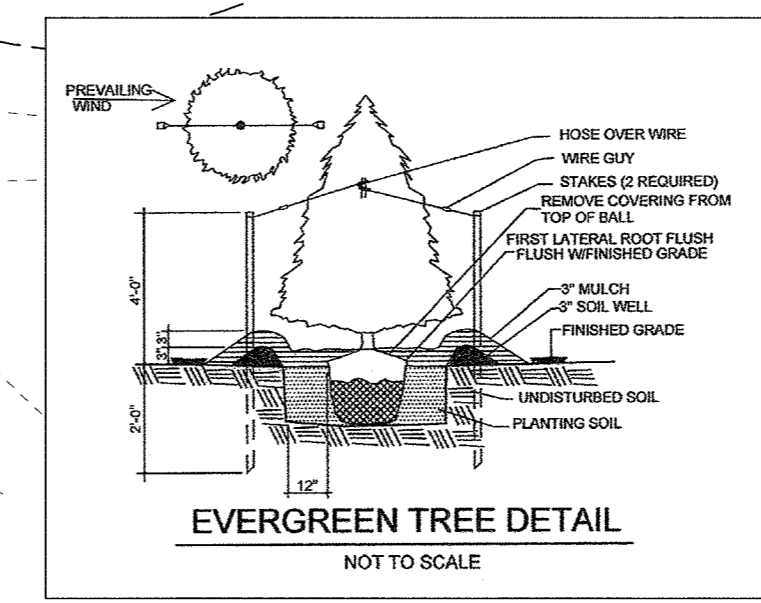 PREVAILING
WIND
HOSE OVER WIRE
WIRE GUY
STAKES (2 REQUIRED)
REMOVE COVERING FROM
TOP OF BALL
FIRST LATERAL ROOT FLUSH
FLUSH W/FINISHED GRADE
3" MULCH
3" SOIL WELL
FINISHED GRADE
4'-0"
3"
3"
2'-0"
UNDISTURBED SOIL
PLANTING SOIL
12"
EVERGREEN TREE DETAIL
NOT TO SCALE